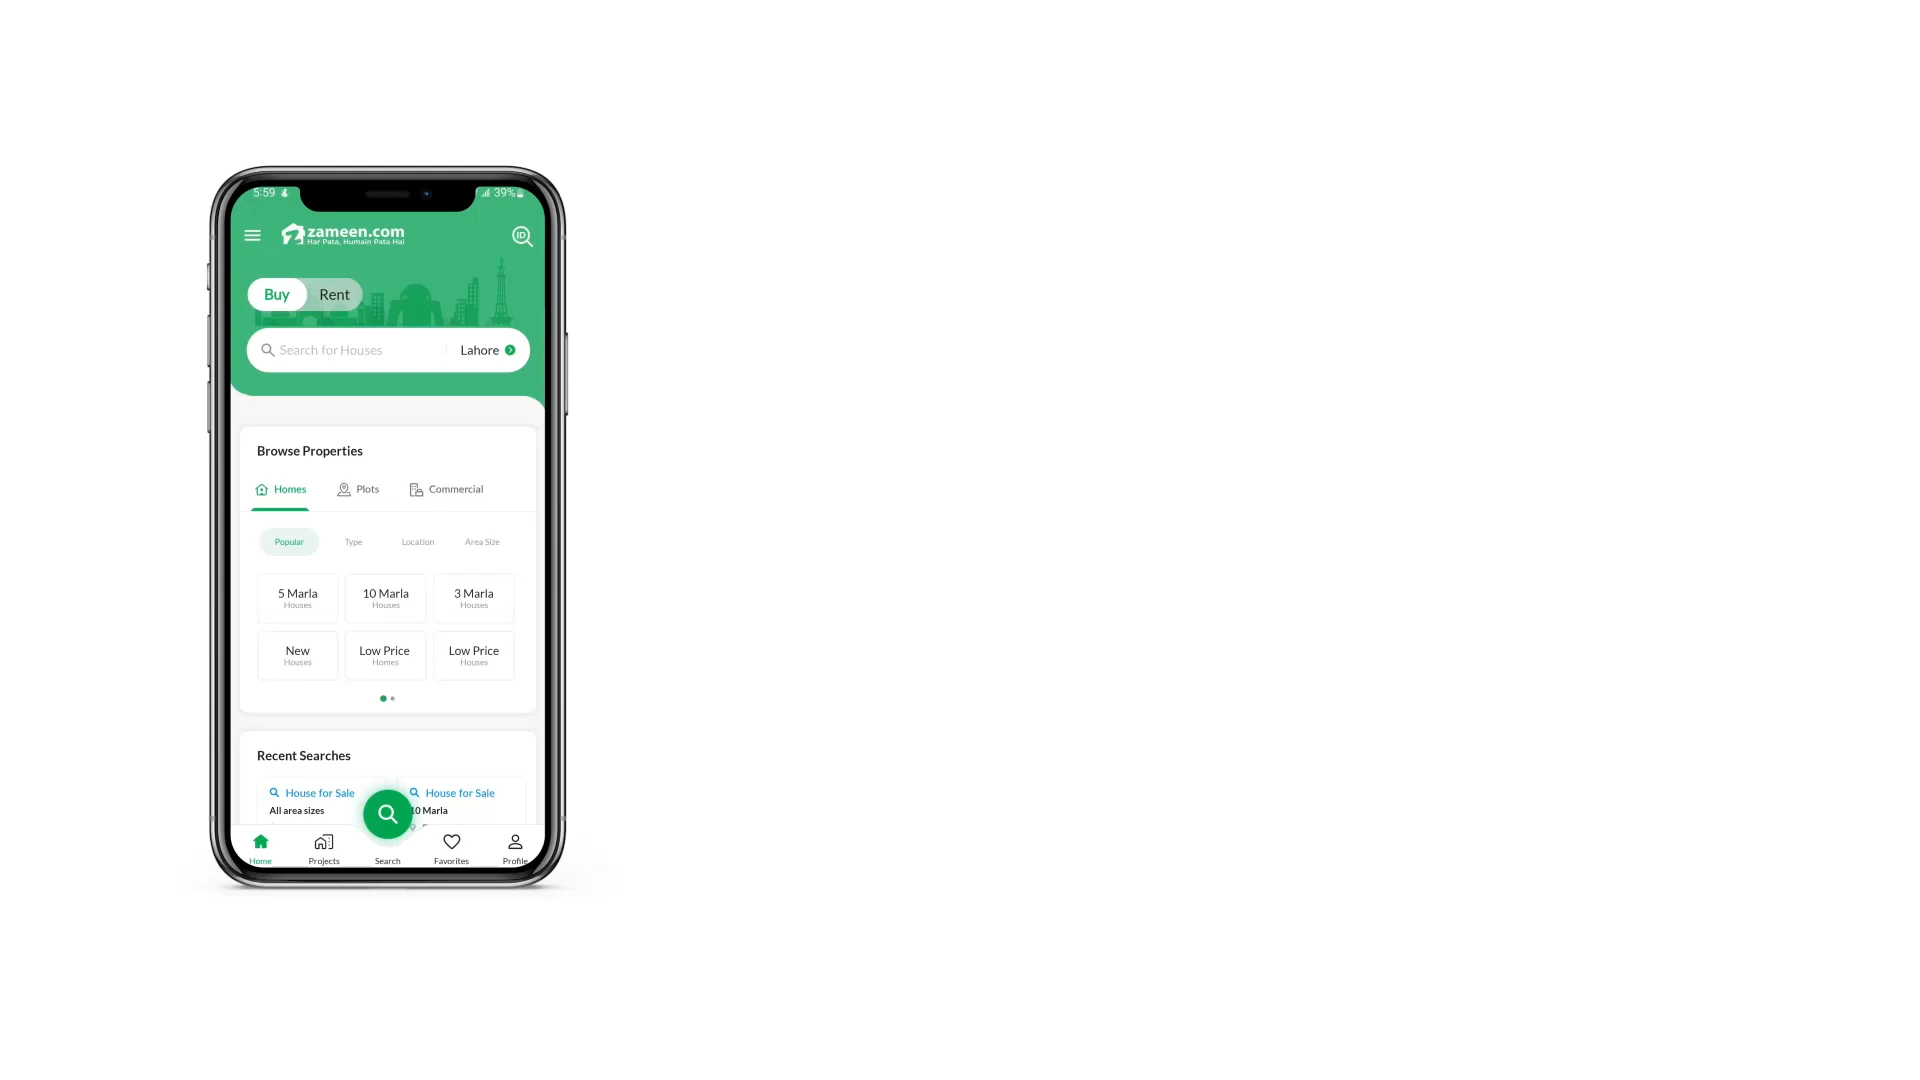 5:59
39%
zameen.com
Har Pata, Humain Pata Hai
ID
Buy Rent
Search for Houses Lahore
Browse Properties
Homes Plots Commercial
Popular Type Location Area Size
5 Marla 10 Marla 3 Marla
Houses Houses Houses
New Low Price Low Price
Houses Homes Houses
Recent Searches
House for Sale House for Sale
All area sizes 10 Marla
Home Projects Search Favorites Profile